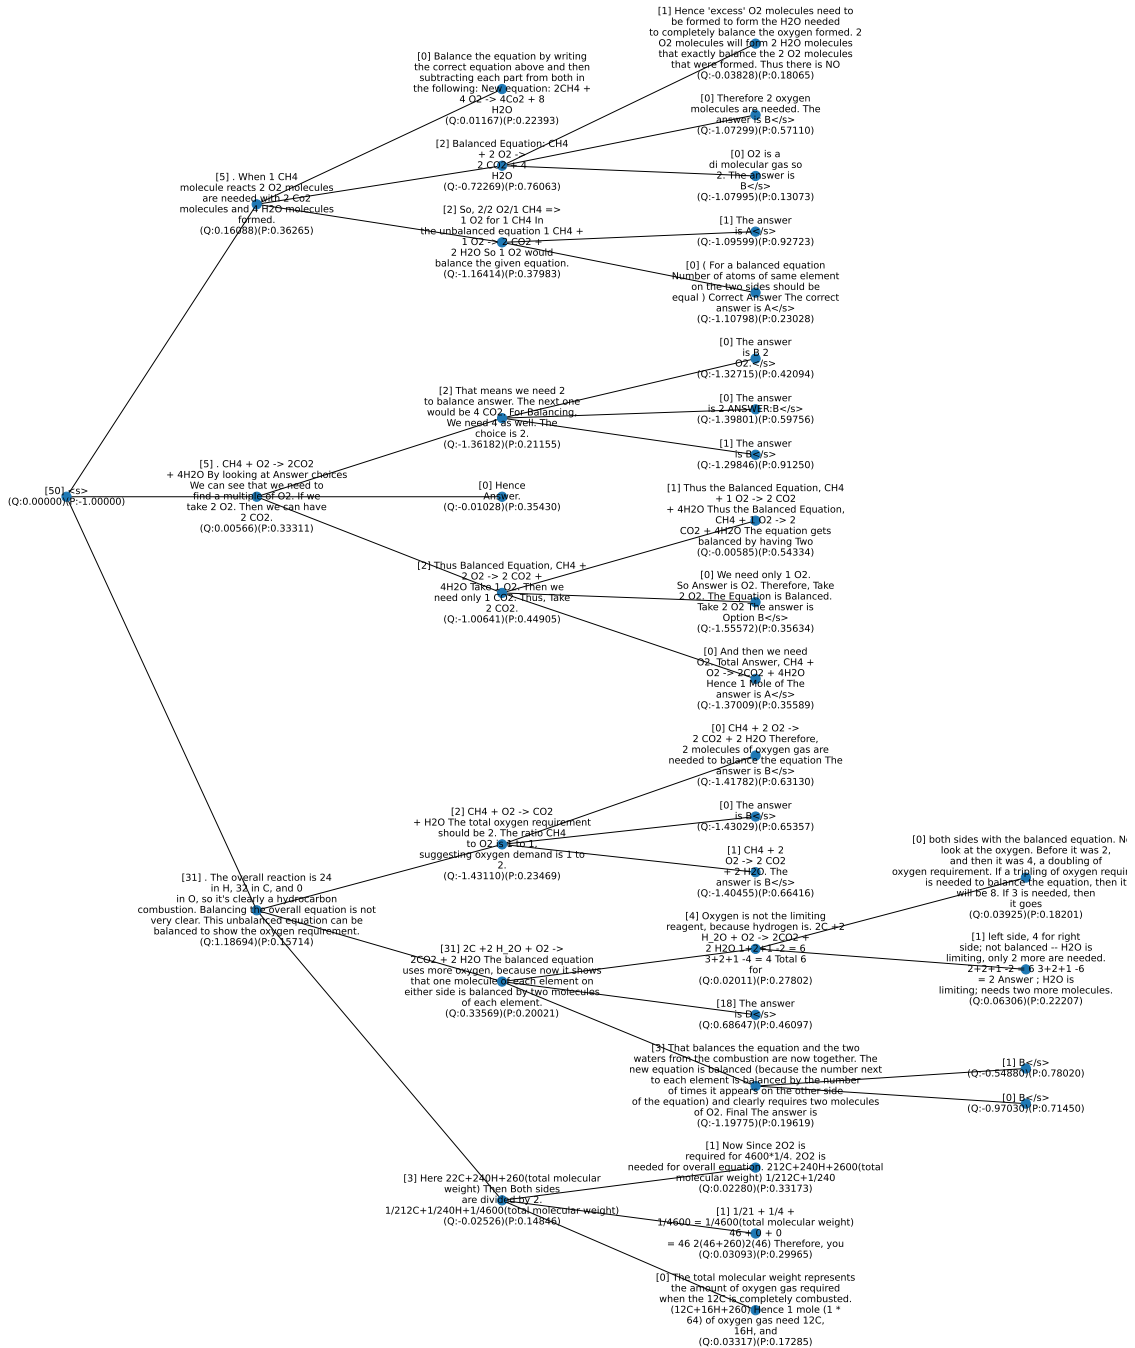 [50] <s>
(Q:0.00000)(P:-1.00000)
[5] . When 1 CH4
molecule reacts 2 O2 molecules
are needed with 2 Co2
molecules and 4 H2O molecules
formed.
(Q:0.16088)(P:0.36265)
[5] . CH4 + O2 -> 2CO2
+ 4H2O By looking at Answer choices
We can see that we need to
find a multiple of O2. If we
take 2 O2. Then we can have
2 CO2.
(Q:0.00566)(P:0.33311)
[31] . The overall reaction is 24
in H, 32 in C, and 0
in O, so it's clearly a hydrocarbon
combustion. Balancing the overall equation is not
very clear. This unbalanced equation can be
balanced to show the oxygen requirement.
(Q:1.18694)(P:0.15714)
[0] Balance the equation by writing
the correct equation above and then
subtracting each part from both in
the following: New equation: 2CH4 +
4 O2 -> 4Co2 + 8
H2O
(Q:0.01167)(P:0.22393)
[2] Balanced Equation: CH4
+ 2 O2 ->
2 CO2 + 4
H2O
(Q:-0.72269)(P:0.76063)
[2] So, 2/2 O2/1 CH4 =>
1 O2 for 1 CH4 In
the unbalanced equation 1 CH4 +
1 O2 -> 2 CO2 +
2 H2O So 1 O2 would
balance the given equation.
(Q:-1.16414)(P:0.37983)
[2] That means we need 2
to balance answer. The next one
would be 4 CO2. For Balancing,
We need 4 as well. The
choice is 2.
(Q:-1.36182)(P:0.21155)
[0] Hence
Answer.
(Q:-0.01028)(P:0.35430)
[2] Thus Balanced Equation, CH4 +
2 O2 -> 2 CO2 +
4H2O Take 1 O2. Then we
need only 1 CO2. Thus, Take
2 CO2.
(Q:-1.00641)(P:0.44905)
[2] CH4 + O2 -> CO2
+ H2O The total oxygen requirement
should be 2. The ratio CH4
to O2 is 1 to 1,
suggesting oxygen demand is 1 to
2.
(Q:-1.43110)(P:0.23469)
[31] 2C +2 H_2O + O2 ->
2CO2 + 2 H2O The balanced equation
uses more oxygen, because now it shows
that one molecule of each element on
either side is balanced by two molecules
of each element.
(Q:0.33569)(P:0.20021)
[3] Here 22C+240H+260(total molecular
weight) Then Both sides
are divided by 2.
1/212C+1/240H+1/4600(total molecular weight)
(Q:-0.02526)(P:0.14846)
[1] Hence 'excess' O2 molecules need to
be formed to form the H2O needed
to completely balance the oxygen formed. 2
O2 molecules will form 2 H2O molecules
that exactly balance the 2 O2 molecules
that were formed. Thus there is NO
(Q:-0.03828)(P:0.18065)
[0] Therefore 2 oxygen
molecules are needed. The
answer is B</s>
(Q:-1.07299)(P:0.57110)
[0] O2 is a
di molecular gas so
2. The answer is
B</s>
(Q:-1.07995)(P:0.13073)
[1] The answer
is A</s>
(Q:-1.09599)(P:0.92723)
[0] ( For a balanced equation
Number of atoms of same element
on the two sides should be
equal ) Correct Answer The correct
answer is A</s>
(Q:-1.10798)(P:0.23028)
[0] The answer
is B 2
O2.</s>
(Q:-1.32715)(P:0.42094)
[0] The answer
is 2 ANSWER:B</s>
(Q:-1.39801)(P:0.59756)
[1] The answer
is B</s>
(Q:-1.29846)(P:0.91250)
[1] Thus the Balanced Equation, CH4
+ 1 O2 -> 2 CO2
+ 4H2O Thus the Balanced Equation,
CH4 + 1 O2 -> 2
CO2 + 4H2O The equation gets
balanced by having Two
(Q:-0.00585)(P:0.54334)
[0] We need only 1 O2.
So Answer is O2. Therefore, Take
2 O2. The Equation is Balanced.
Take 2 O2 The answer is
Option B</s>
(Q:-1.55572)(P:0.35634)
[0] And then we need
O2. Total Answer, CH4 +
O2 -> 2CO2 + 4H2O
Hence 1 Mole of The
answer is A</s>
(Q:-1.37009)(P:0.35589)
[0] CH4 + 2 O2 ->
2 CO2 + 2 H2O Therefore,
2 molecules of oxygen gas are
needed to balance the equation The
answer is B</s>
(Q:-1.41782)(P:0.63130)
[0] The answer
is B</s>
(Q:-1.43029)(P:0.65357)
[1] CH4 + 2
O2 -> 2 CO2
+ 2 H2O. The
answer is B</s>
(Q:-1.40455)(P:0.66416)
[4] Oxygen is not the limiting
reagent, because hydrogen is. 2C +2
H_2O + O2 -> 2CO2 +
2 H2O 1+2+1 -2 = 6
3+2+1 -4 = 4 Total 6
for
(Q:0.02011)(P:0.27802)
[18] The answer
is D</s>
(Q:0.68647)(P:0.46097)
[3] That balances the equation and the two
waters from the combustion are now together. The
new equation is balanced (because the number next
to each element is balanced by the number
of times it appears on the other side
of the equation) and clearly requires two molecules
of O2. Final The answer is
(Q:-1.19775)(P:0.19619)
[1] Now Since 2O2 is
required for 4600*1/4. 2O2 is
needed for overall equation. 212C+240H+2600(total
molecular weight) 1/212C+1/240
(Q:0.02280)(P:0.33173)
[1] 1/21 + 1/4 +
1/4600 = 1/4600(total molecular weight)
46 + 0 + 0
= 46 2(46+260)2(46) Therefore, you
(Q:0.03093)(P:0.29965)
[0] The total molecular weight represents
the amount of oxygen gas required
when the 12C is completely combusted.
(12C+16H+260) Hence 1 mole (1 *
64) of oxygen gas need 12C,
16H, and
(Q:0.03317)(P:0.17285)
[0] both sides with the balanced equation.
look at the oxygen. Before it was 2,
and then it was 4, a doubling of
oxygen requirement. If a tripling of oxygen
is needed to balance the equation, then
will be 8. If 3 is needed, then
it goes
(Q:0.03925)(P:0.18201)
[1] left side, 4 for right
side; not balanced -- H2O is
limiting, only 2 more are needed.
2+2+1 -2 = 6 3+2+1 -6
= 2 Answer ; H2O is
limiting; needs two more molecules.
(Q:0.06306)(P:0.22207)
[1] B</s>
(Q:-0.54880)(P:0.78020)
[0] B</s>
(Q:-0.97030)(P:0.71450)